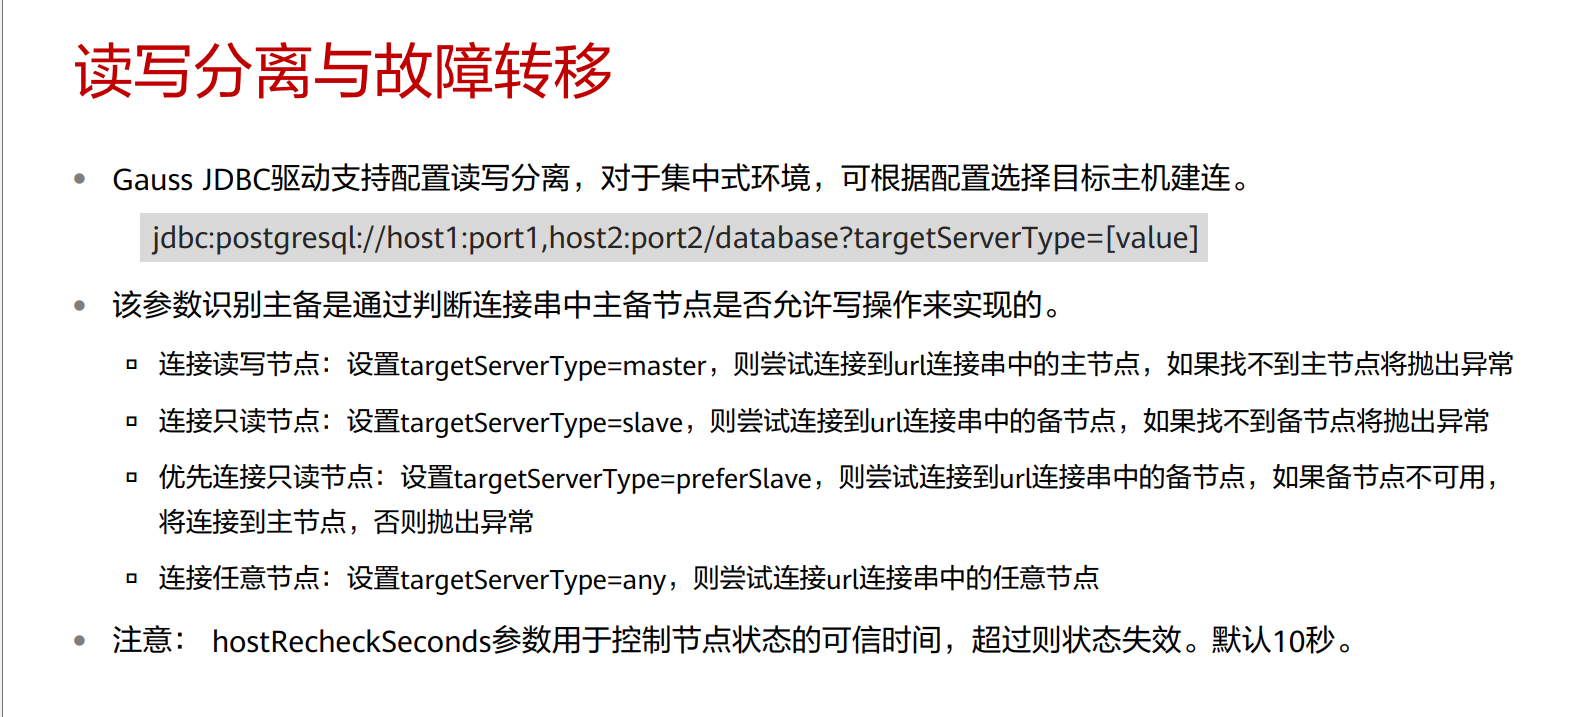 读写分离与故障转移
• Gauss JDBC驱动支持配置读写分离，对于集中式环境，可根据配置选择目标主机建连。
jdbc:postgresql://host1:port1,host2:port2/database?targetServerType=[value]
• 该参数识别主备是通过判断连接串中主备节点是否允许写操作来实现的。
▫ 连接读写节点：设置targetServerType=master，则尝试连接到url连接串中的主节点，如果找不到主节点将抛出异常
▫ 连接只读节点：设置targetServerType=slave，则尝试连接到url连接串中的备节点，如果找不到备节点将抛出异常
▫ 优先连接只读节点：设置targetServerType=preferSlave，则尝试连接到url连接串中的备节点，如果备节点不可用，
将连接到主节点，否则抛出异常
▫ 连接任意节点：设置targetServerType=any，则尝试连接url连接串中的任意节点
• 注意： hostRecheckSeconds参数用于控制节点状态的可信时间，超过则状态失效。默认10秒。